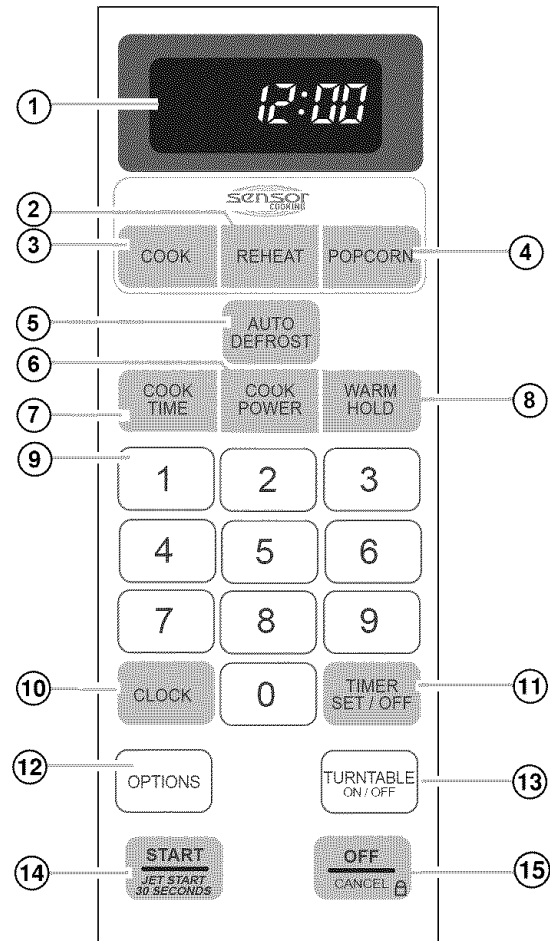 1
12:00
2
sensor
COOKING
3
COOK REHEAT POPCORN
4
5
AUTO
DEFROST
6
COOK
TIME
COOK
POWER
WARM
HOLD
7
8
9
1 2 3
4 5 6
7 8 9
10
CLOCK
0
TIMER
SET / OFF
11
12
OPTIONS
TURNTABLE
ON / OFF
13
14
START
JET START
30 SECONDS
OFF
CANCEL
15